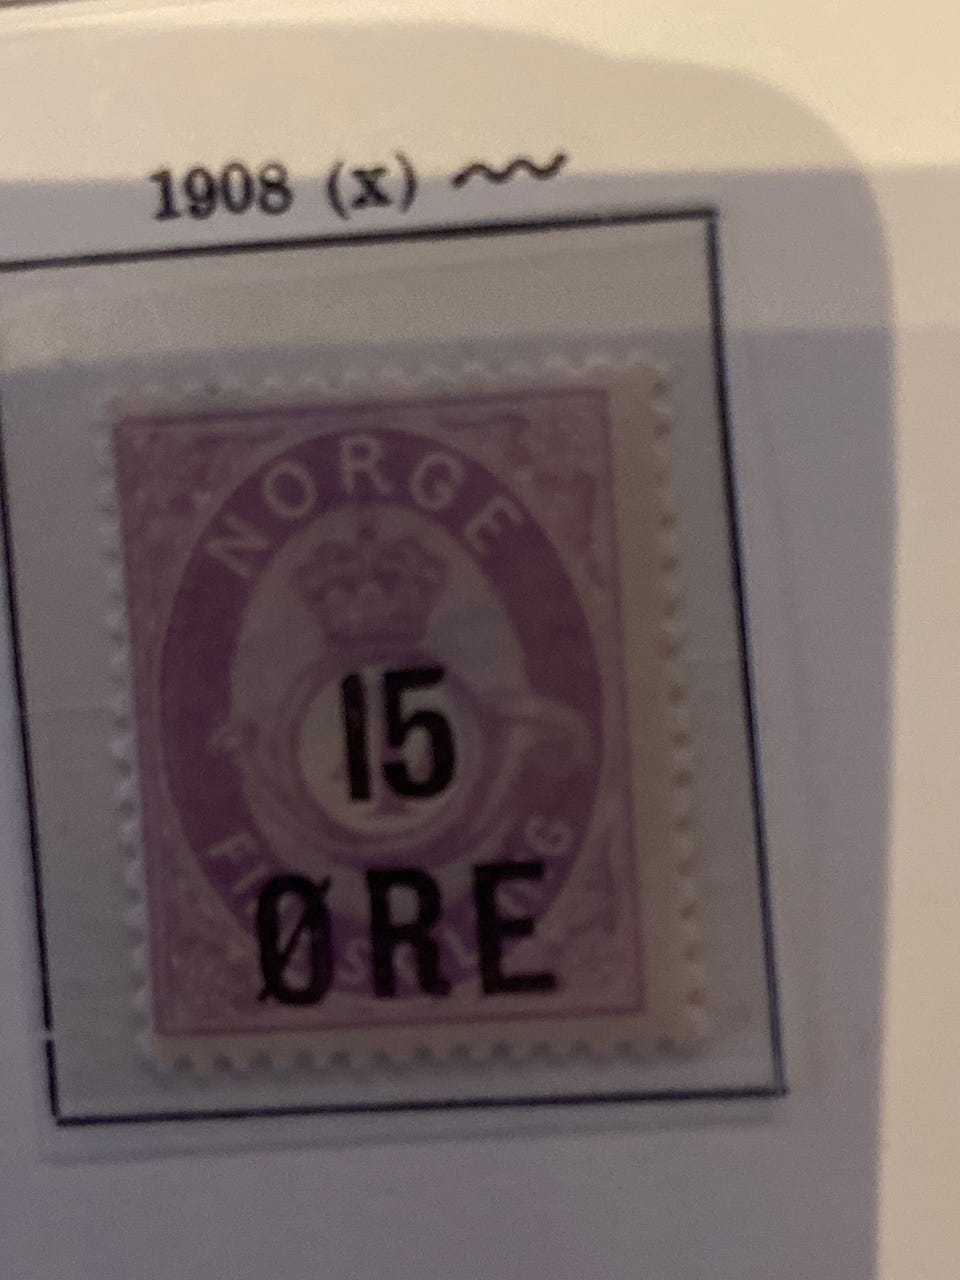 1908 (x)
NORGE
15
ØRE